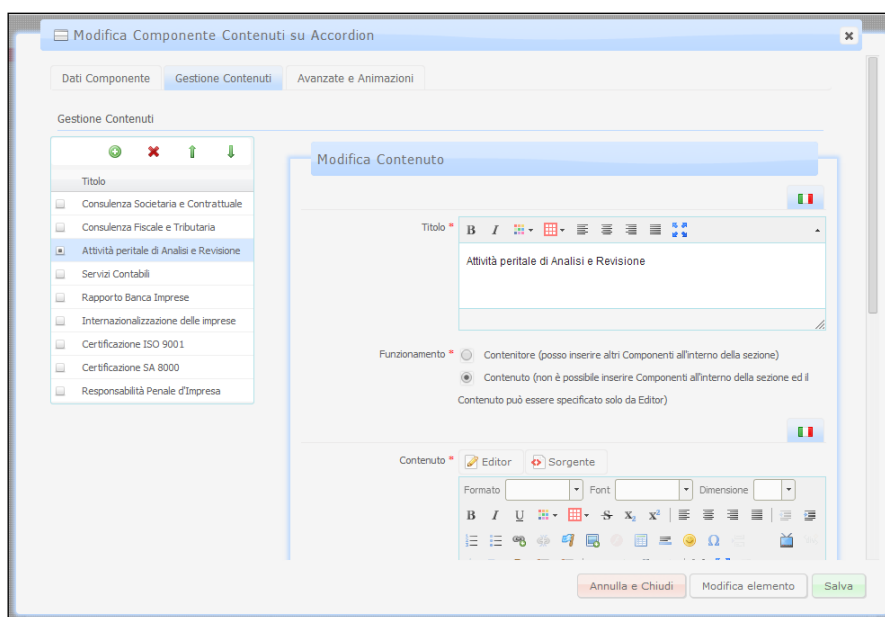 Modifica Componente Contenuti su Accordion
Dati Componente
Gestione Contenuti
Avanzate e Animazioni
Gestione Contenuti
Titolo
Consulenza Societaria e Contrattuale
Consulenza Fiscale e Tributaria
Attività peritale di Analisi e Revisione
Servizi Contabili
Rapporto Banca Imprese
Internazionalizzazione delle imprese
Certificazione ISO 9001
Certificazione SA 8000
Responsabilità Penale d'Impresa
Modifica Contenuto
Titolo *
B I
Attività peritale di Analisi e Revisione
Funzionamento *
Contenitore (posso inserire altri Componenti all'interno della sezione)
Contenuto (non è possibile inserire Componenti all'interno della sezione ed il
Contenuto può essere specificato solo da Editor)
Contenuto *
Editor
Sorgente
Formato
Font
Dimensione
B I U S X₂ X²
Ω
Annulla e Chiudi
Modifica elemento
Salva